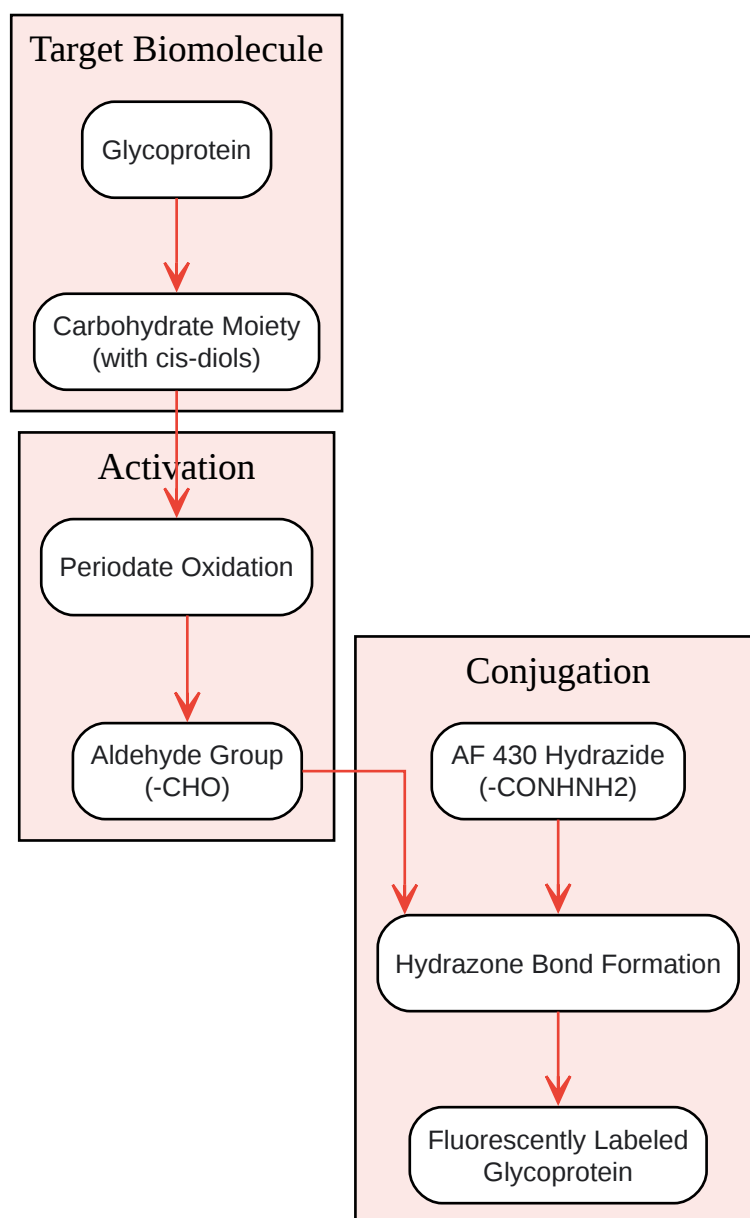 Target Biomolecule
Glycoprotein
Carbohydrate Moiety
(with cis-diols)
Activation
Periodate Oxidation
Aldehyde Group
(-CHO)
Conjugation
AF 430 Hydrazide
(-CONHNH2)
Hydrazone Bond Formation
Fluorescently Labeled
Glycoprotein